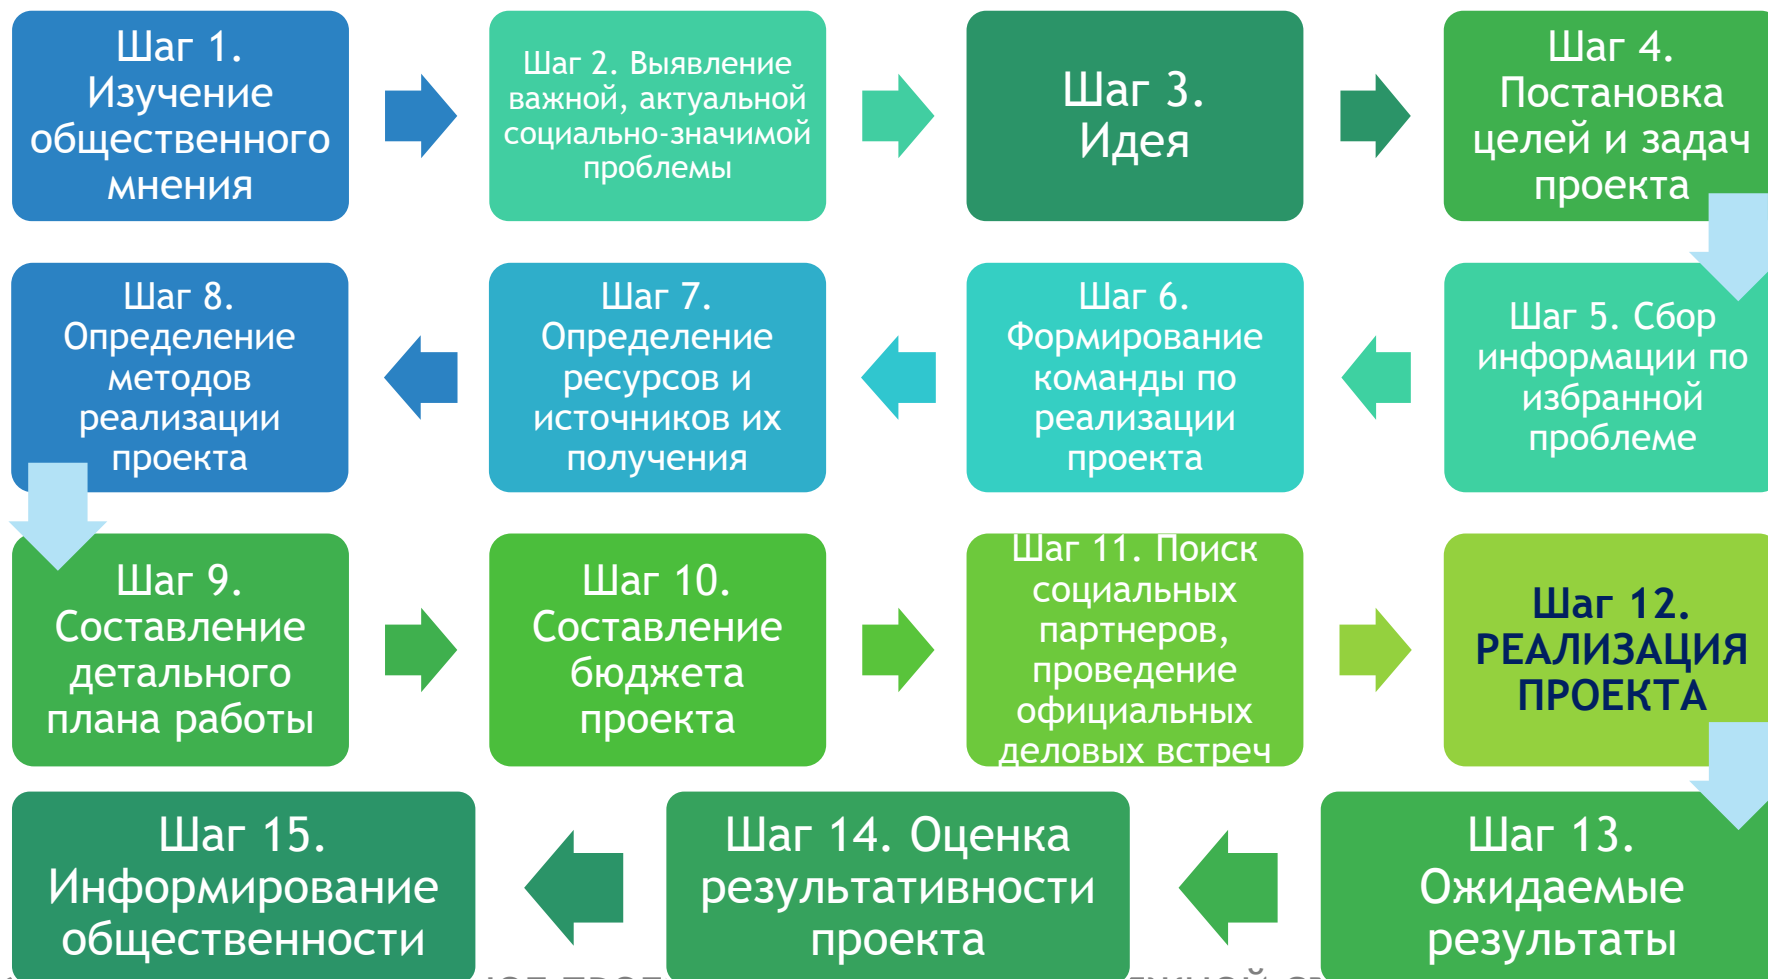 Шаг 1.
Изучение
общественного
мнения
Шаг 2. Выявление
важной, актуальной
социально-значимой
проблемы
Шаг 3.
Идея
Шаг 4.
Постановка
целей и задач
проекта
Шаг 5. Сбор
информации по
избранной
проблеме
Шаг 6.
Формирование
команды по
реализации
проекта
Шаг 7.
Определение
ресурсов и
источников их
получения
Шаг 8.
Определение
методов
реализации
проекта
Шаг 9.
Составление
детального
плана работы
Шаг 10.
Составление
бюджета
проекта
Шаг 11. Поиск
социальных
партнеров,
проведение
официальных
деловых встреч
Шаг 12.
РЕАЛИЗАЦИЯ
ПРОЕКТА
Шаг 13.
Ожидаемые
результаты
Шаг 14. Оценка
результативности
проекта
Шаг 15.
Информирование
общественности